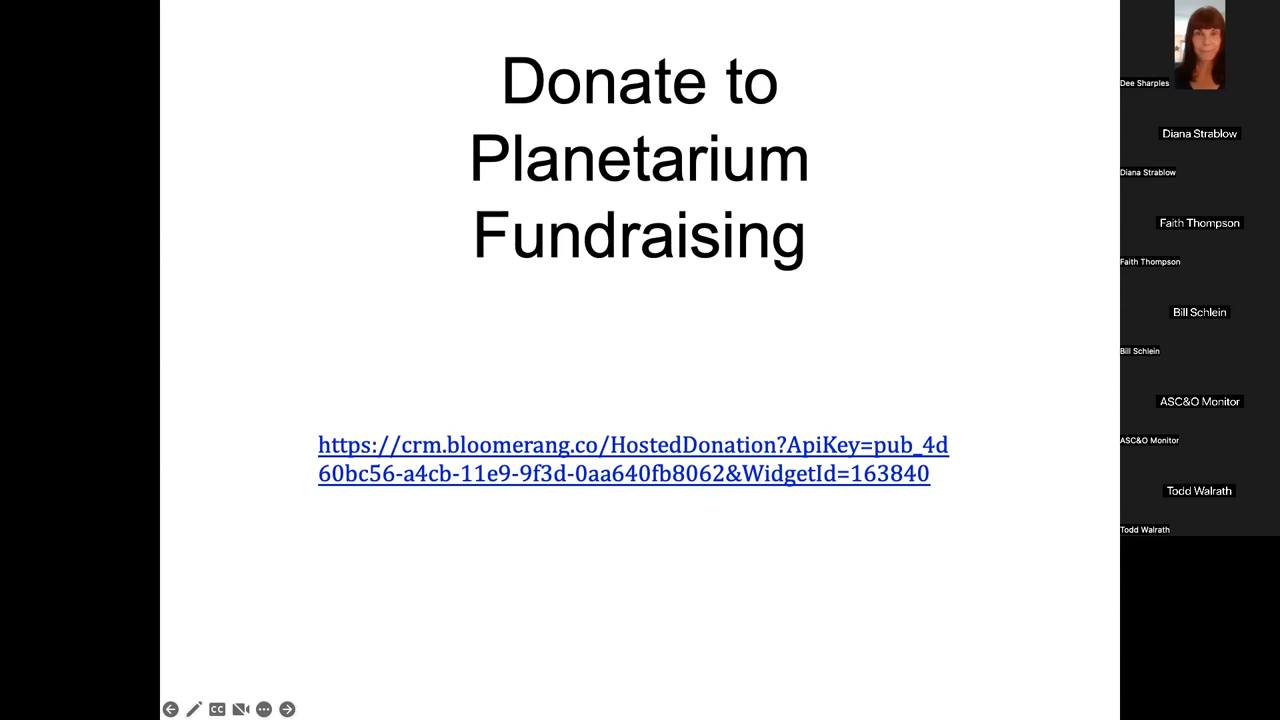 Donate to
Planetarium
Fundraising
https://crm.bloomerang.co/HostedDonation?ApiKey=pub_4d
60bc56-a4cb-11e9-9f3d-0aa640fb8062&WidgetId=163840
CC
Dee Sharples
Diana Strablow
Diana Strablow
Faith Thompson
Faith Thompson
Bill Schlein
Bill Schlein
ASC&O Monitor
ASC&O Monitor
Todd Walrath
Todd Walrath